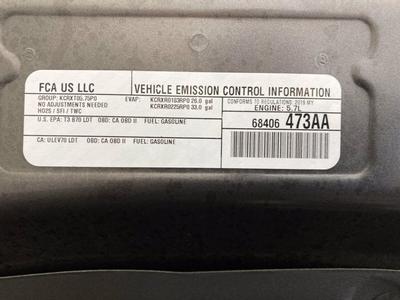 FCA US LLC
VEHICLE EMISSION CONTROL INFORMATION
GROUP: KCRXT05.75P0
NO ADJUSTMENTS NEEDED
HO2S / SFI / TWC
EVAP: KCRXR0183RP0 26.0 gal
KCRXR0225RP0 33.0 gal
CONFORMS TO REGULATIONS: 2019 MY
ENGINE: 5.7L
68406 473AA
U.S. EPA: T3 B70 LDT OBD: CA OBD II FUEL: GASOLINE
CA: ULEV70 LDT OBD: CA OBD II FUEL: GASOLINE